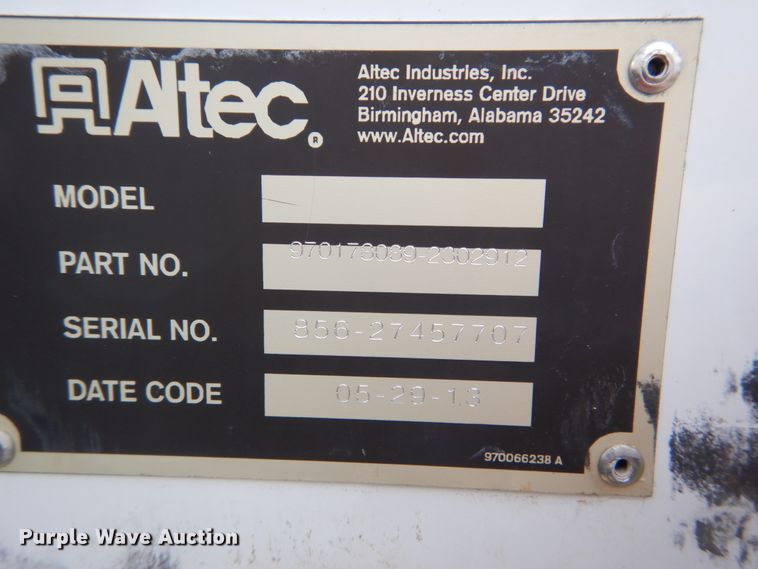 Altec®
Altec Industries, Inc.
210 Inverness Center Drive
Birmingham, Alabama 35242
www.Altec.com
MODEL
PART NO. 970178089-2302912
SERIAL NO. 856-27457707
DATE CODE 05-29-13
970066238 A
Purple Wave Auction